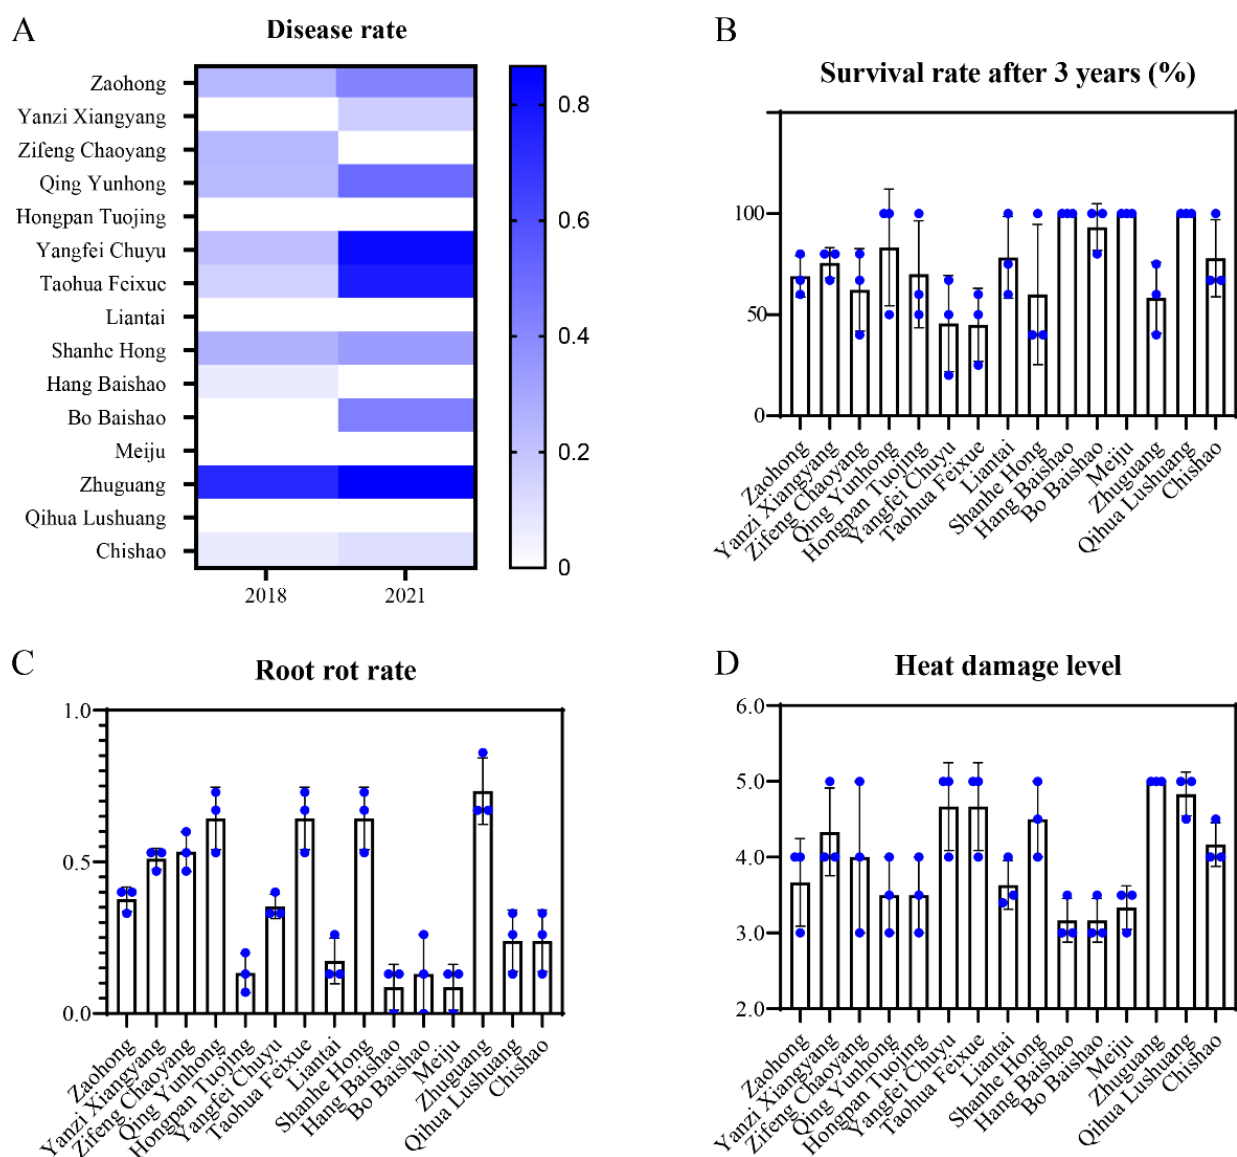 A
Disease rate
Zaohong
Yanzi Xiangyang
Zifeng Chaoyang
Qing Yunhong
Hongpan Tuojing
Yangfei Chuyu
Taohua Feixue
Liantai
Shanhe Hong
Hang Baishao
Bo Baishao
Meiju
Zhuguang
Qihua Lushuang
Chishao
2018
2021
0.8
0.6
0.4
0.2
0
B
Survival rate after 3 years (%)
100
50
0
Zaohong
Yanzi Xiangyang
Zifeng Chaoyang
Qing Yunhong
Hongpan Tuojing
Yangfei Chuyu
Taohua Feixue
Liantai
Shanhe Hong
Hang Baishao
Bo Baishao
Meiju
Zhuguang
Qihua Lushuang
Chishao
C
Root rot rate
1.0
0.5
0.0
Zaohong
Yanzi Xiangyang
Zifeng Chaoyang
Qing Yunhong
Hongpan Tuojing
Yangfei Chuyu
Taohua Feixue
Liantai
Shanhe Hong
Hang Baishao
Bo Baishao
Meiju
Zhuguang
Qihua Lushuang
Chishao
D
Heat damage level
6.0
5.0
4.0
3.0
2.0
Zaohong
Yanzi Xiangyang
Zifeng Chaoyang
Qing Yunhong
Hongpan Tuojing
Yangfei Chuyu
Taohua Feixue
Liantai
Shanhe Hong
Hang Baishao
Bo Baishao
Meiju
Zhuguang
Qihua Lushuang
Chishao